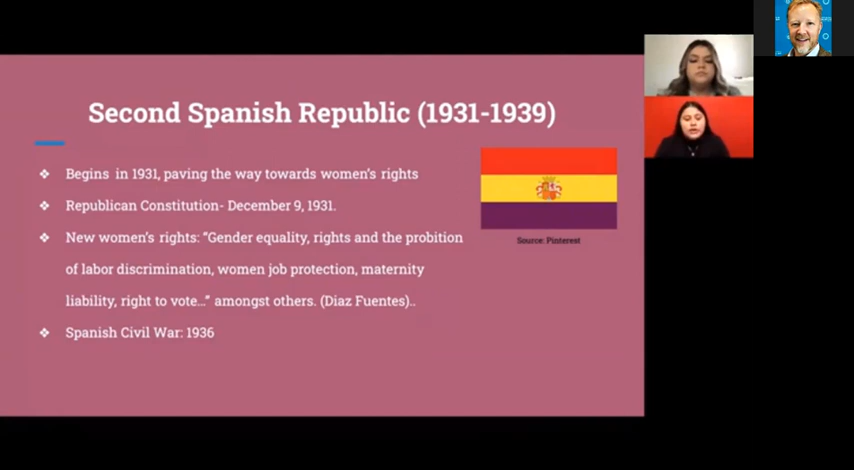 Second Spanish Republic (1931-1939)
❖ Begins in 1931, paving the way towards women's rights
❖ Republican Constitution- December 9, 1931.
❖ New women's rights: “Gender equality, rights and the probition
of labor discrimination, women job protection, maternity
liability, right to vote...” amongst others. (Diaz Fuentes)..
❖ Spanish Civil War: 1936
Source: Pinterest